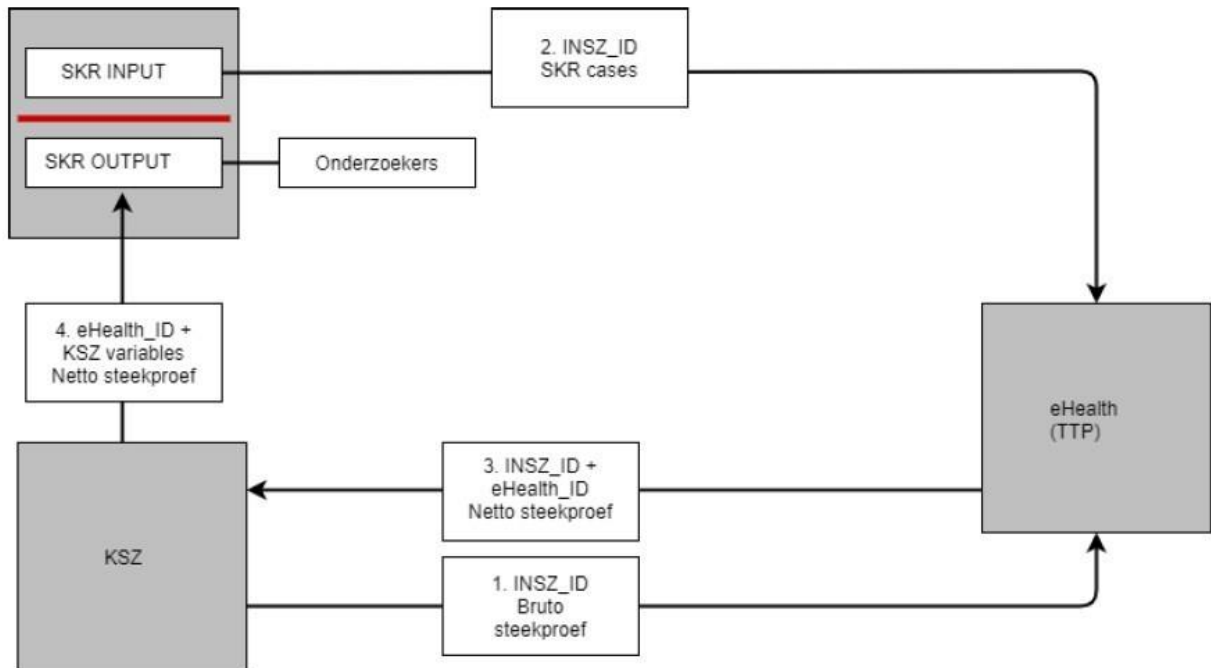 SKR INPUT
2. INSZ_ID
SKR cases
SKR OUTPUT
Onderzoekers
4. eHealth_ID +
KSZ variables
Netto steekproef
eHealth
(TTP)
3. INSZ_ID +
eHealth_ID
Netto steekproef
KSZ
1. INSZ_ID
Bruto
steekproef